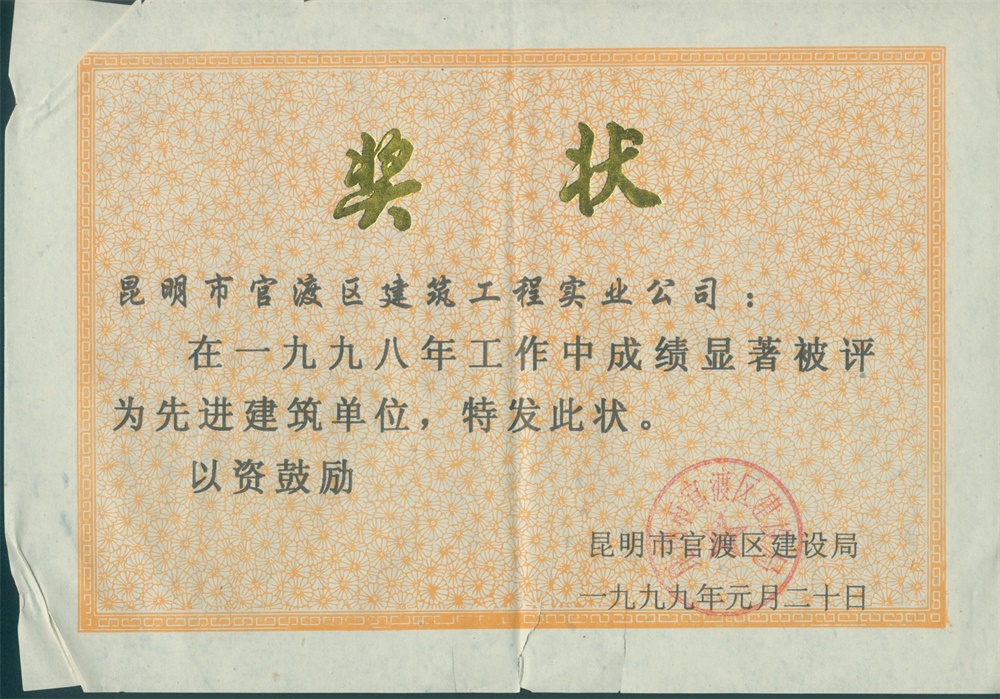 奖状
昆明市官渡区建筑工程实业公司：
在一九九八年工作中成绩显著被评
为先进建筑单位，特发此状。
以资鼓励
昆明市官渡区建设局
一九九九年元月二十日